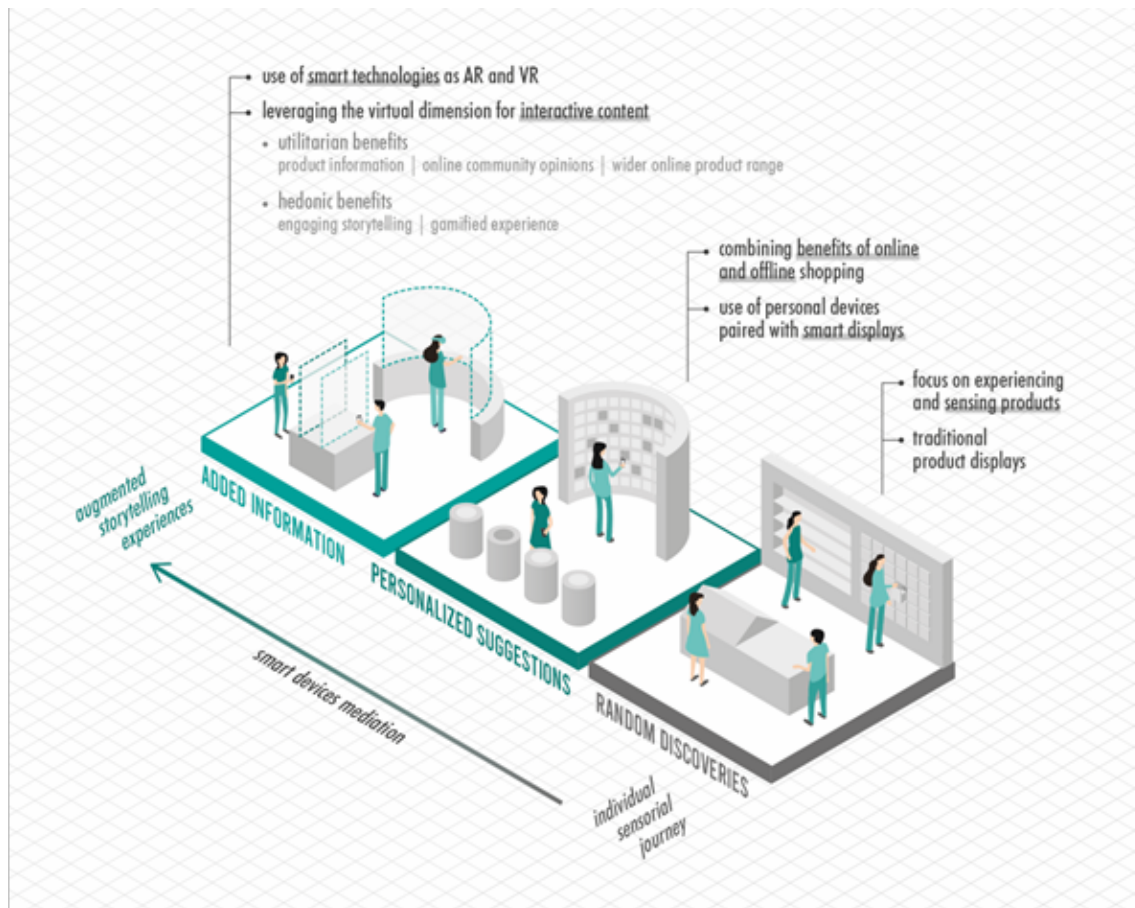 use of smart technologies as AR and VR
leveraging the virtual dimension for interactive content
utilitarian benefits
product information | online community opinions | wider online product range
hedonic benefits
engaging storytelling | gamified experience
combining benefits of online
and offline shopping
use of personal devices
paired with smart displays
focus on experiencing
and sensing products
traditional
product displays
ADDED INFORMATION
PERSONALIZED SUGGESTIONS
RANDOM DISCOVERIES
augmented
storytelling
experiences
smart devices mediation
individual
sensorial
journey